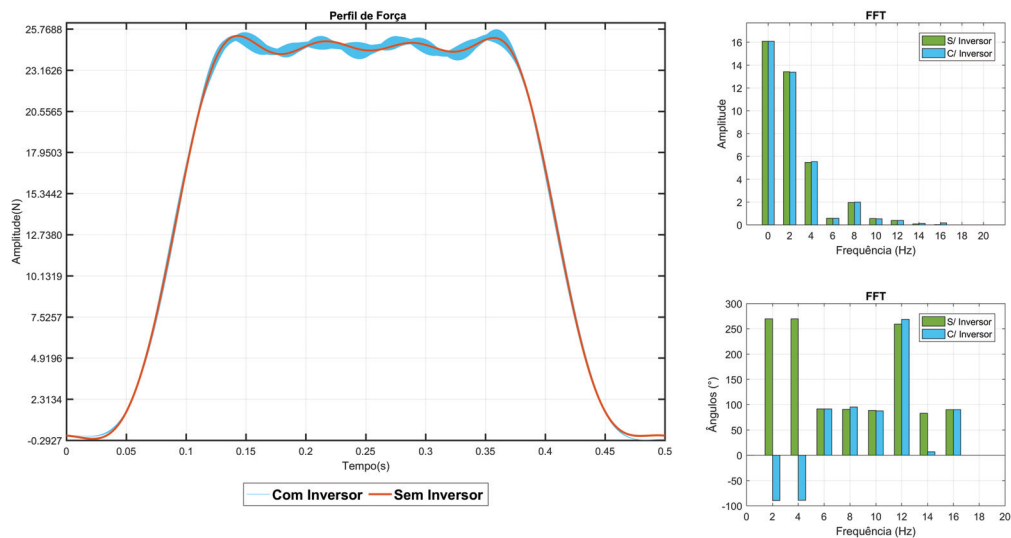 Perfil de Força
25.7688
23.1626
20.5565
17.9503
15.3442
12.7380
10.1319
7.5257
4.9196
2.3134
-0.2927
Amplitude(N)
0 0.05 0.1 0.15 0.2 0.25 0.3 0.35 0.4 0.45 0.5
Tempo(s)
Com Inversor Sem Inversor
FFT
S/ Inversor
C/ Inversor
16
14
12
10
8
6
4
2
0
Amplitude
0 2 4 6 8 10 12 14 16 18 20
Frequência (Hz)
FFT
S/ Inversor
C/ Inversor
300
250
200
150
100
50
0
-50
-100
Ângulos (°)
0 2 4 6 8 10 12 14 16 18 20
Frequência (Hz)